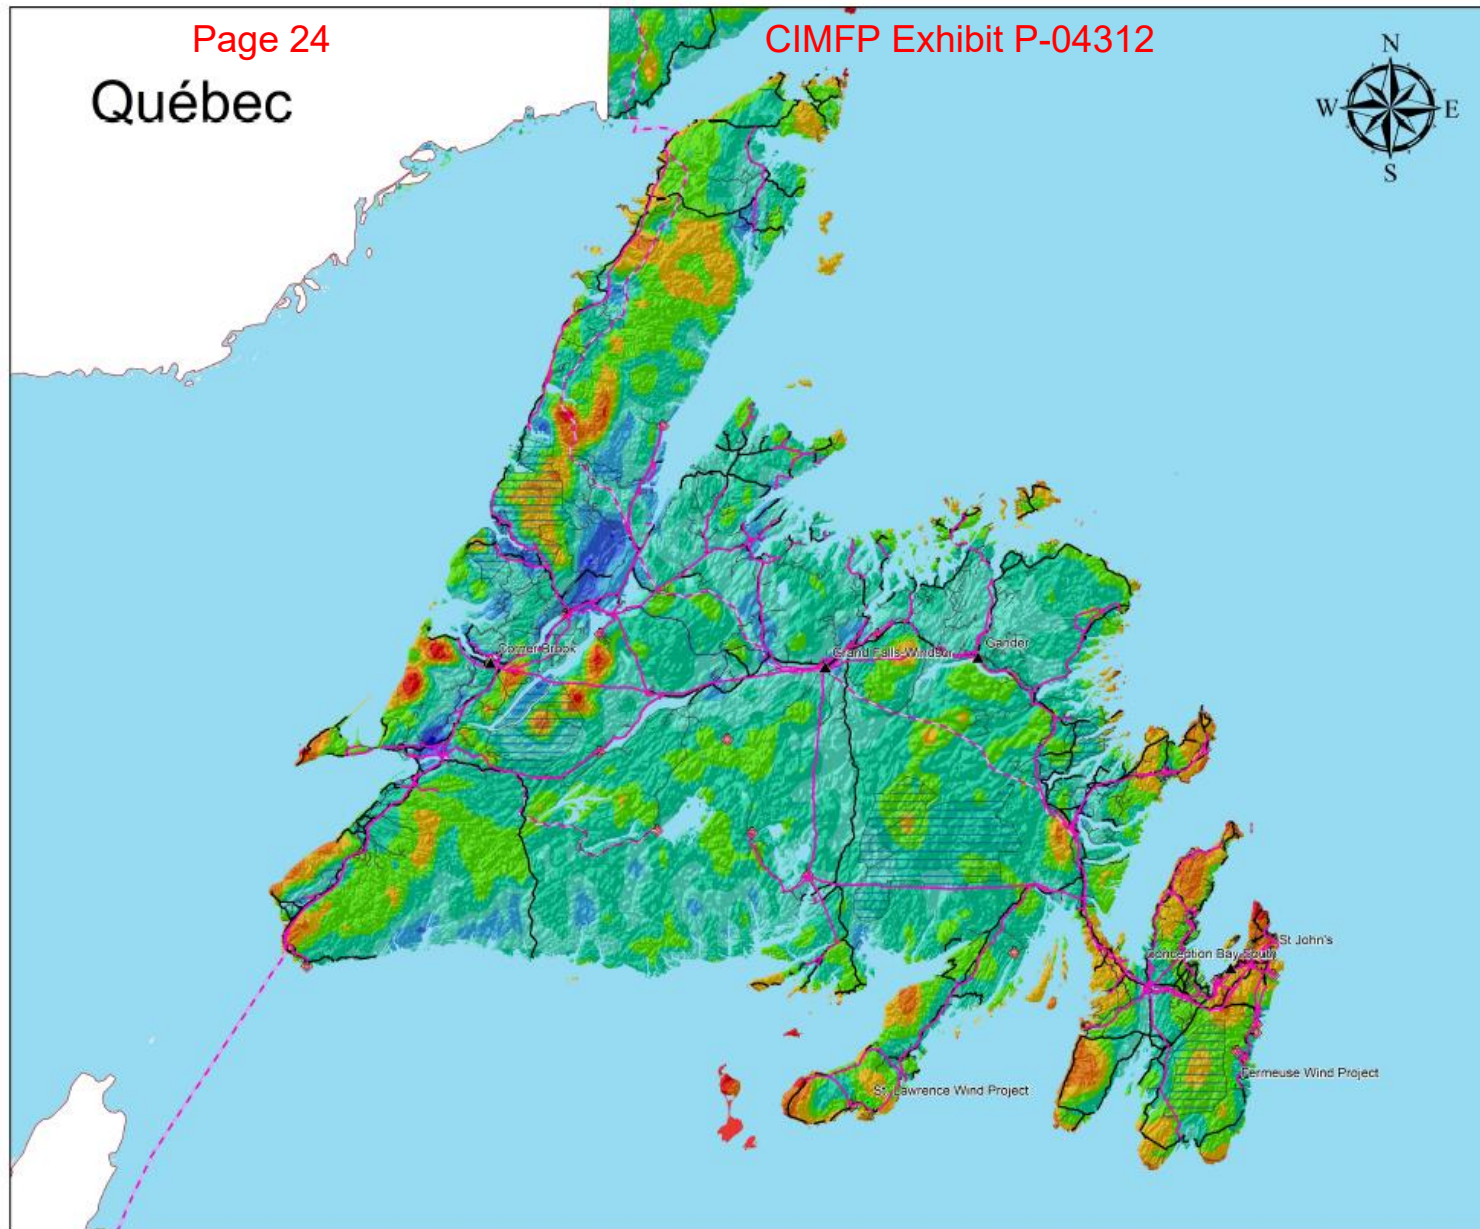 Page 24
CIMFP Exhibit P-04312
Québec
N
W
E
S
Corner Brook
Grand Falls-Windsor
Gander
St John's
Conception Bay South
St. Lawrence Wind Project
Fermeuse Wind Project